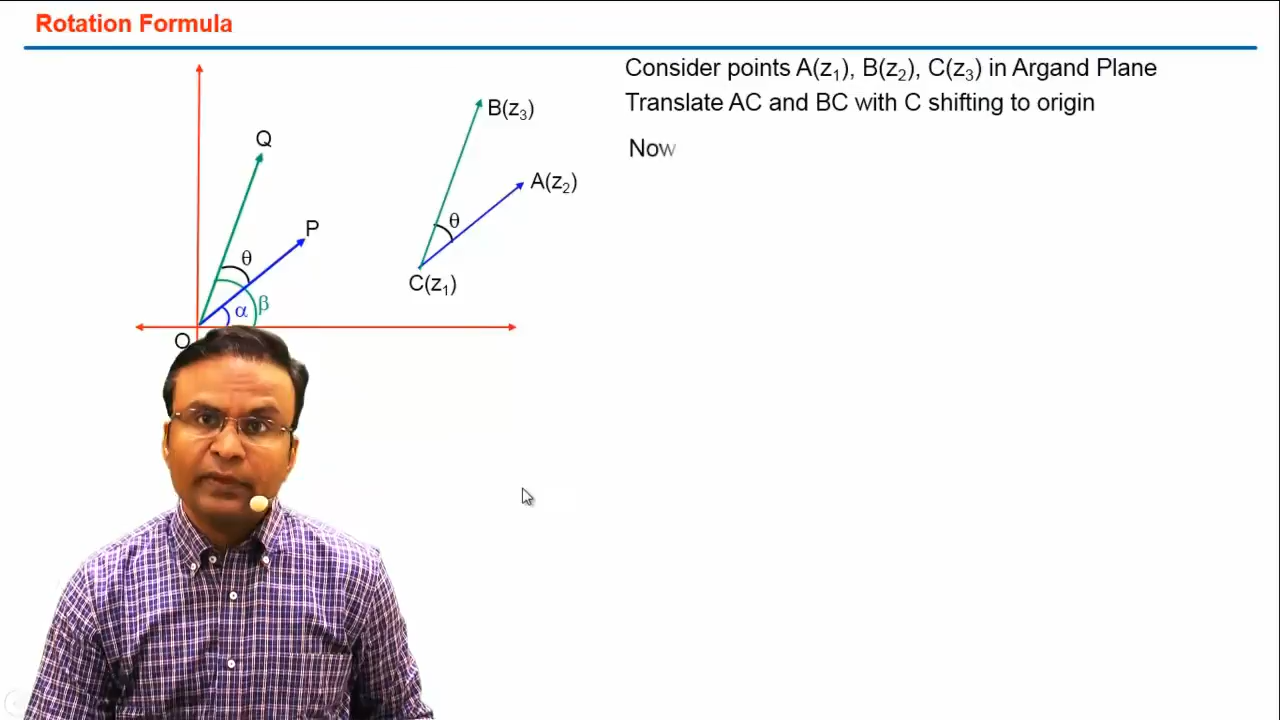 Rotation Formula
Consider points A(z₁), B(z₂), C(z₃) in Argand Plane
Translate AC and BC with C shifting to origin
Now
B(z₃)
Q
A(z₂)
θ
P
θ
C(z₁)
β
α
O